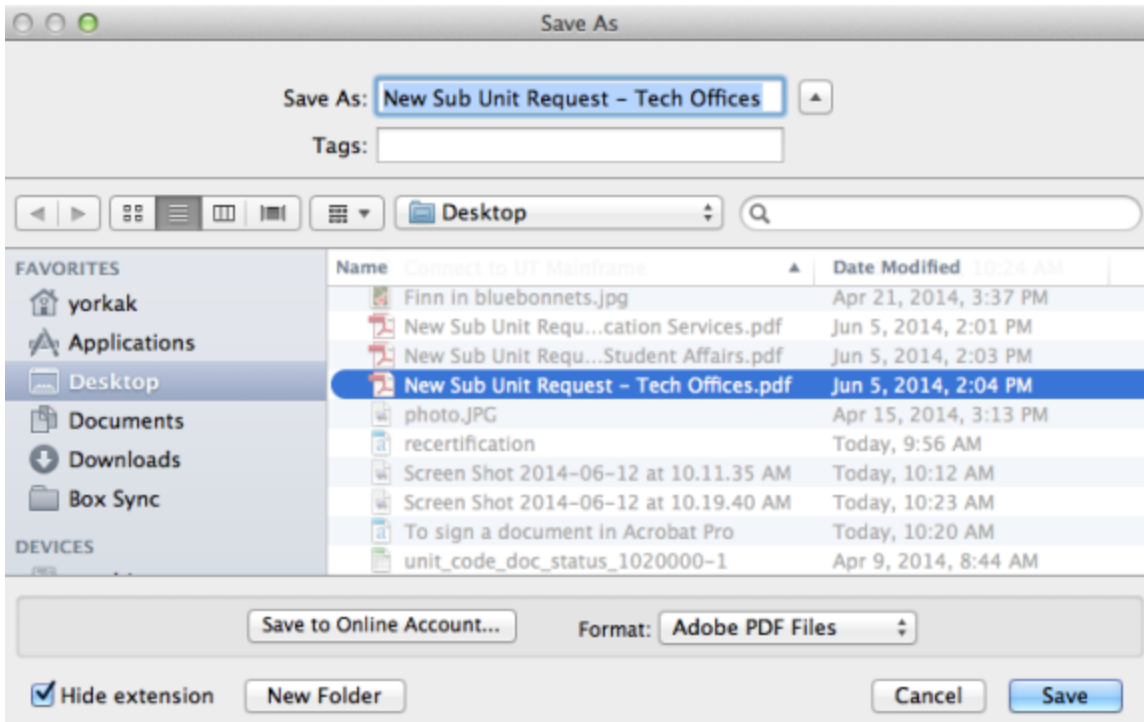 Save As
Save As: New Sub Unit Request – Tech Offices
Tags:
Desktop
FAVORITES
Name Connect to UT Mainframe Date Modified 10:24 AM
yorkak Finn in bluebonnets.jpg Apr 21, 2014, 3:37 PM
New Sub Unit Requ...cation Services.pdf Jun 5, 2014, 2:01 PM
Applications New Sub Unit Requ...Student Affairs.pdf Jun 5, 2014, 2:03 PM
Desktop New Sub Unit Request – Tech Offices.pdf Jun 5, 2014, 2:04 PM
Documents photo.JPG Apr 15, 2014, 3:13 PM
recertification Today, 9:56 AM
Downloads Screen Shot 2014-06-12 at 10.11.35 AM Today, 10:12 AM
Box Sync Screen Shot 2014-06-12 at 10.19.40 AM Today, 10:23 AM
To sign a document in Acrobat Pro Today, 10:20 AM
DEVICES unit_code_doc_status_1020000-1 Apr 9, 2014, 8:44 AM
Save to Online Account... Format: Adobe PDF Files
Hide extension New Folder Cancel Save